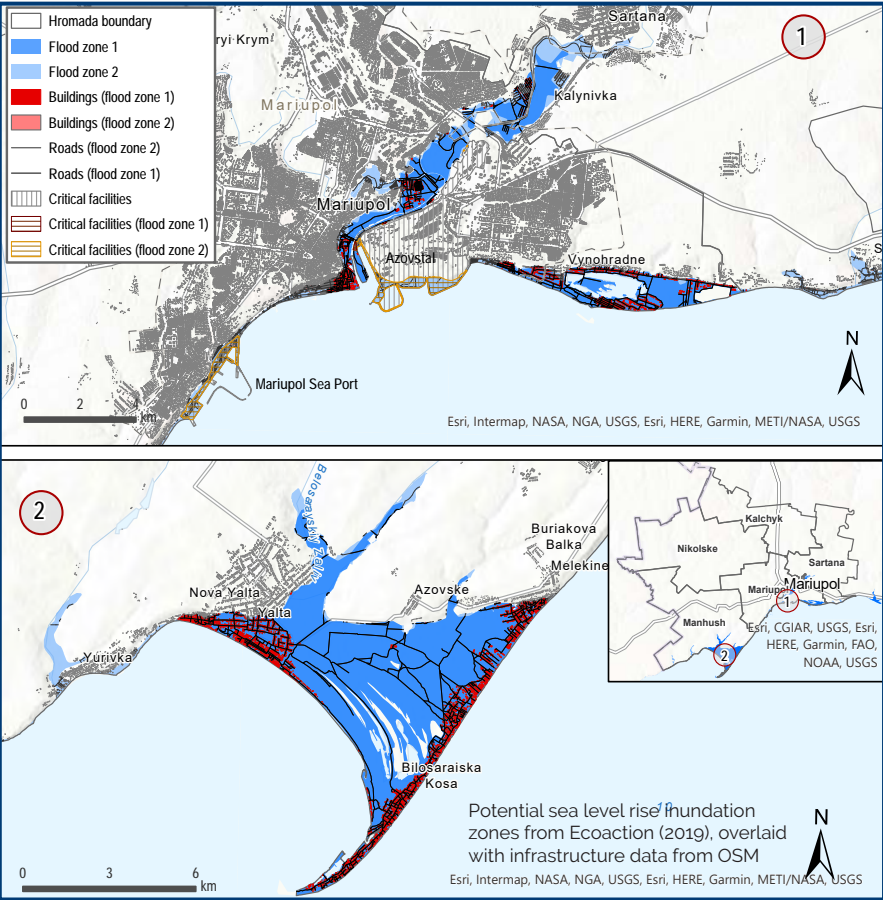 Hromada boundary
Flood zone 1
Flood zone 2
Buildings (flood zone 1)
Buildings (flood zone 2)
Roads (flood zone 2)
Roads (flood zone 1)
Critical facilities
Critical facilities (flood zone 1)
Critical facilities (flood zone 2)
ryi Krym
Sartana
1
Mariupol
Kalynivka
Mariupol
Azovstal
Vynohradne
S
Mariupol Sea Port
N
0 2 4
km
Esri, Intermap, NASA, NGA, USGS, Esri, HERE, Garmin, METI/NASA, USGS
2
Buriakova
Balka
Melekine
Nova Yalta
Azovske
Yalta
Yurivka
Bilosaraiska
Kosa
Kalchyk
Nikolske
Sartana
Mariupol
Mariupol
1
Manhush
2
Esri, CGIAR, USGS, Esri,
HERE, Garmin, FAO,
NOAA, USGS
Potential sea level rise inundation
zones from Ecoaction (2019), overlaid
with infrastructure data from OSM
N
0 3 6
km
Esri, Intermap, NASA, NGA, USGS, Esri, HERE, Garmin, METI/NASA, USGS